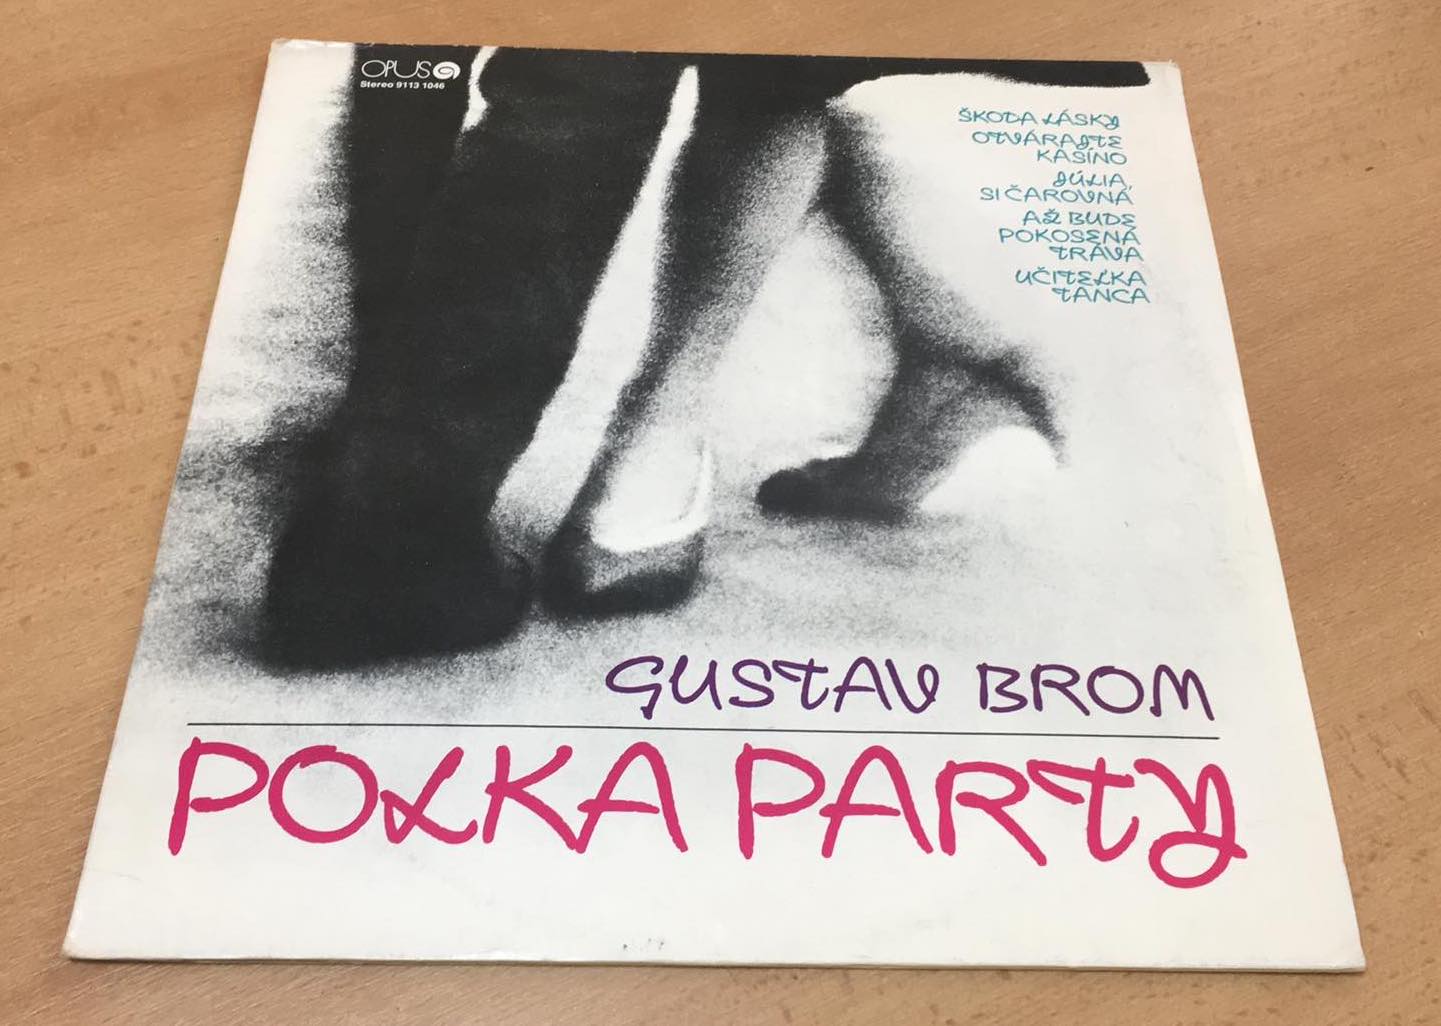 OPUS
Stereo 9113 1046
ŠKODA LÁSKY
OTVÁRAJTE
KASÍNO
JÚLIA,
SI ČAROVNÁ
AŽ BUDE
POKOSENÁ
TRÁVA
UČITEĽKA
TANCA
GUSTAV BROM
POLKA PARTY